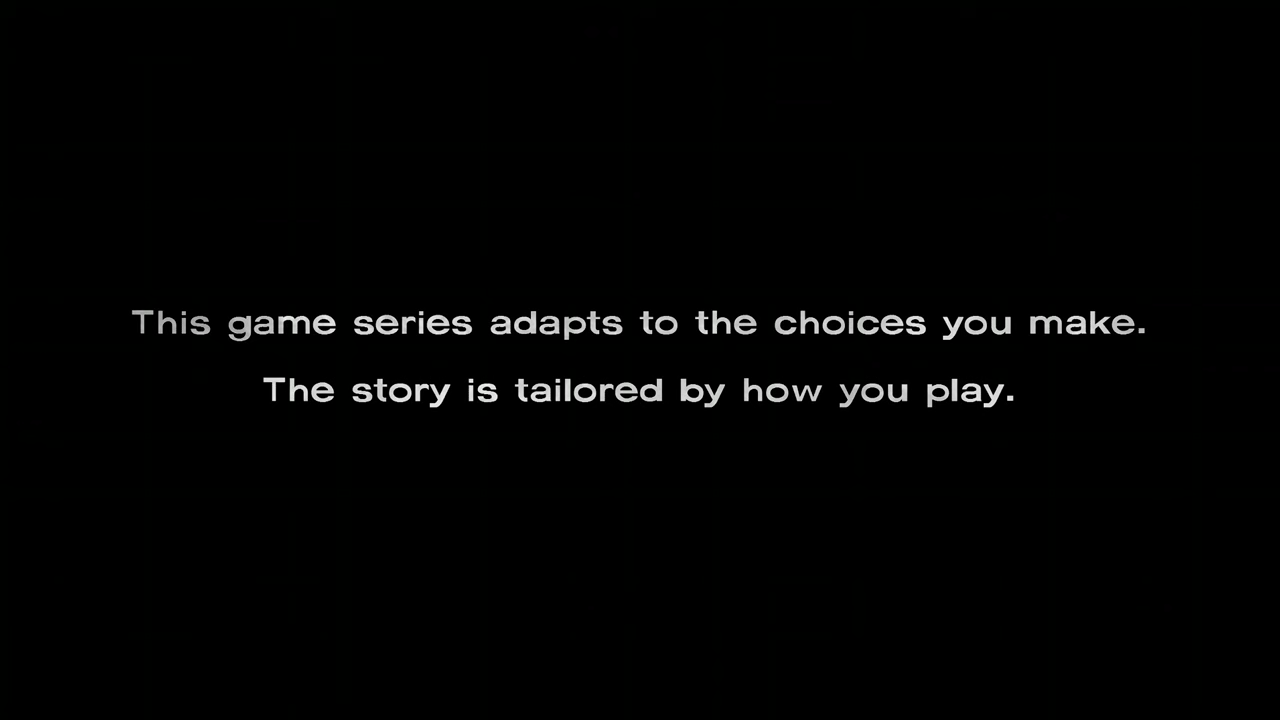 This game series adapts to the choices you make.
The story is tailored by how you play.